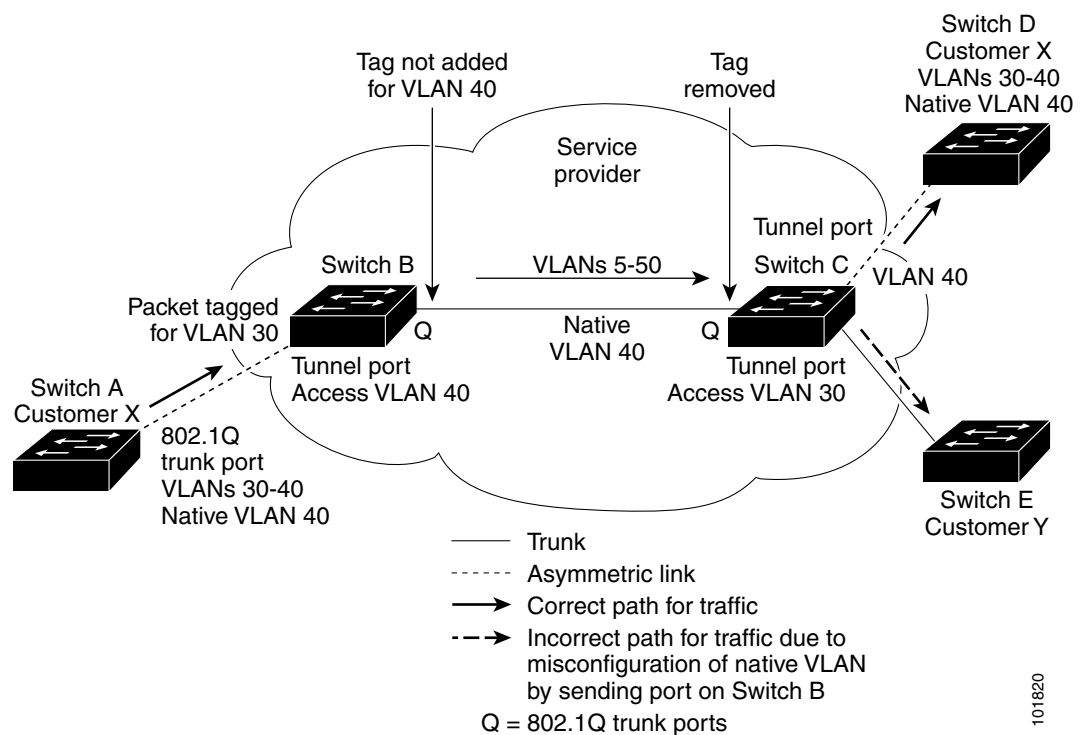 Switch D
Customer X
VLANs 30-40
Native VLAN 40
Tag not added
for VLAN 40
Tag
removed
Service
provider
Tunnel port
Switch B
VLANs 5-50
Switch C
VLAN 40
Packet tagged
for VLAN 30
Q
Native
VLAN 40
Q
Tunnel port
Access VLAN 40
Tunnel port
Access VLAN 30
Switch A
Customer X
802.1Q
trunk port
VLANs 30-40
Native VLAN 40
Switch E
Customer Y
Trunk
Asymmetric link
Correct path for traffic
Incorrect path for traffic due to
misconfiguration of native VLAN
by sending port on Switch B
Q = 802.1Q trunk ports
101820